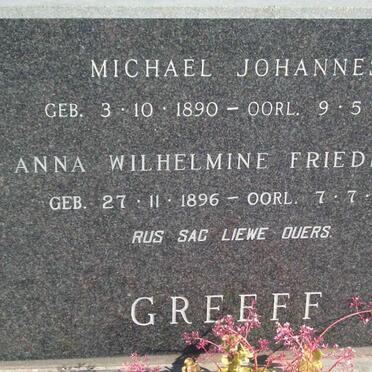 MICHAEL JOHANNES
GEB. 3·10·1890 – OORL. 9·5
ANNA WILHELMINE FRIED
GEB. 27·11·1896 – OORL. 7·7·
RUS SAG LIEWE OUERS.
GREEFF